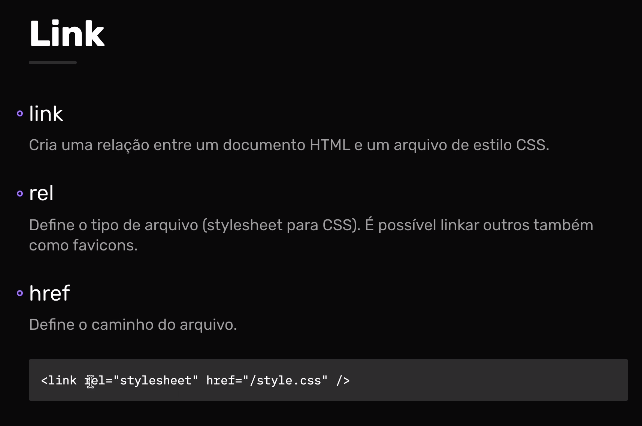 Link
link
Cria uma relação entre um documento HTML e um arquivo de estilo CSS.
rel
Define o tipo de arquivo (stylesheet para CSS). É possível linkar outros também
como favicons.
href
Define o caminho do arquivo.
<link rel="stylesheet" href="/style.css" />